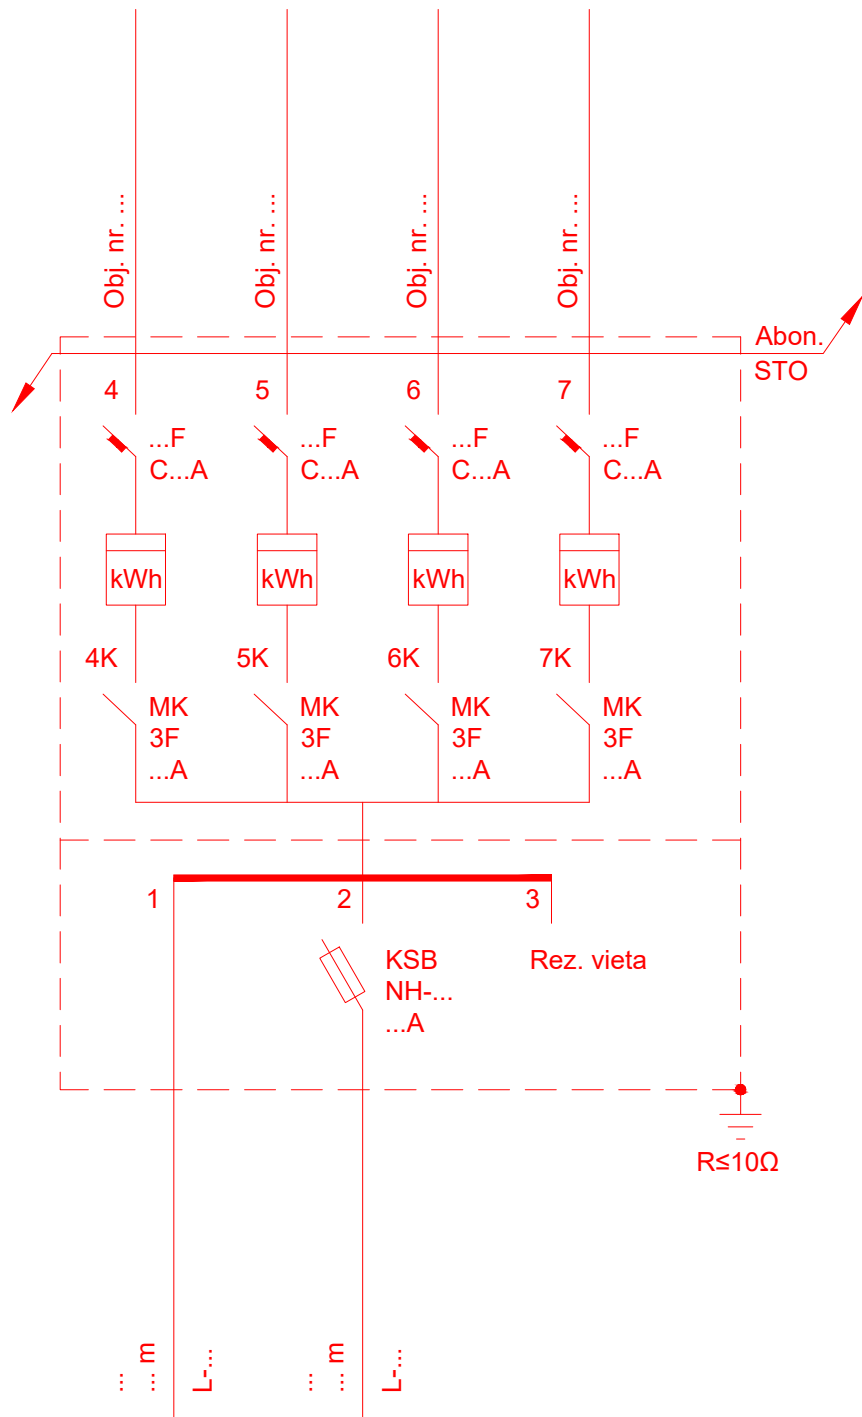 Obj. nr. ...
Obj. nr. ...
Obj. nr. ...
Obj. nr. ...
Abon.
STO
4
5
6
7
...F
C...A
...F
C...A
...F
C...A
...F
C...A
kWh
kWh
kWh
kWh
4K
5K
6K
7K
MK
3F
...A
MK
3F
...A
MK
3F
...A
MK
3F
...A
1
2
3
KSB
NH-...
...A
Rez. vieta
R≤10Ω
...
... m
L-...
...
... m
L-...